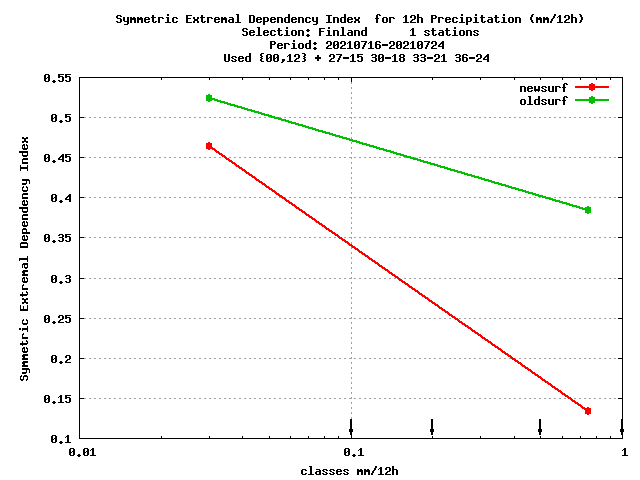 Symmetric Extremal Dependency Index  for 12h Precipitation (mm/12h)
Selection: Finland      1 stations
Period: 20210716-20210724
Used {00,12} + 27-15 30-18 33-21 36-24
newsurf
oldsurf
Symmetric Extremal Dependency Index
0.55
0.5
0.45
0.4
0.35
0.3
0.25
0.2
0.15
0.1
0.01 0.1 1
classes mm/12h